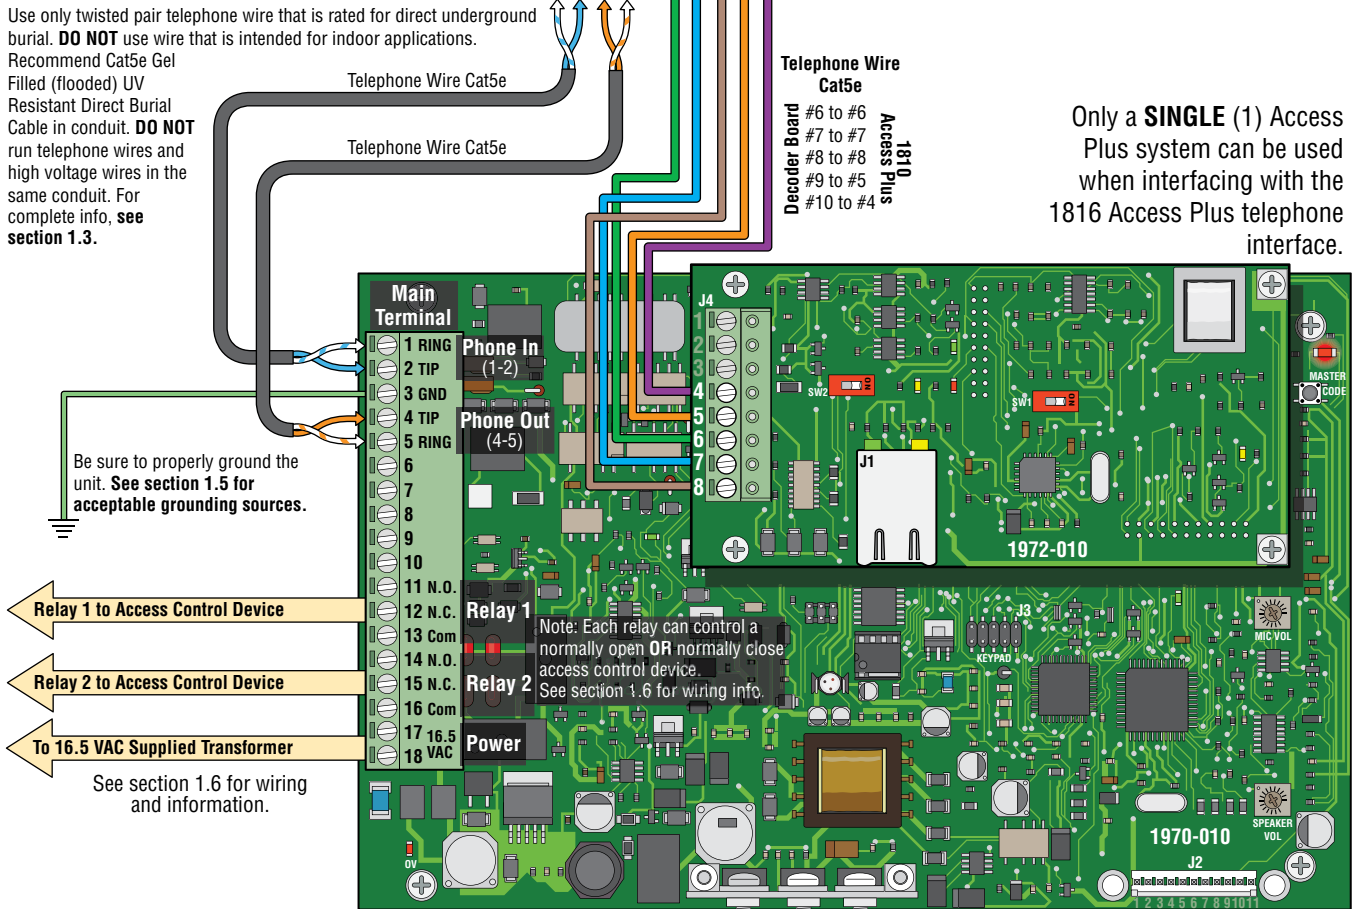 Use only twisted pair telephone wire that is rated for direct underground
burial. DO NOT use wire that is intended for indoor applications.
Recommend Cat5e Gel
Filled (flooded) UV
Resistant Direct Burial
Cable in conduit. DO NOT
run telephone wires and
high voltage wires in the
same conduit. For
complete info, see
section 1.3.
Telephone Wire Cat5e
Telephone Wire Cat5e
Telephone Wire
Cat5e
Decoder Board
#6 to #6
#7 to #7
#8 to #8
#9 to #5
#10 to #4
1810
Access Plus
Only a SINGLE (1) Access
Plus system can be used
when interfacing with the
1816 Access Plus telephone
interface.
Main
Terminal
1 RING
2 TIP
3 GND
4 TIP
5 RING
6
7
8
9
10
11 N.O.
12 N.C.
13 Com
14 N.O.
15 N.C.
16 Com
17 16.5
18 VAC
Phone In
(1-2)
Phone Out
(4-5)
Relay 1
Relay 2
Power
Be sure to properly ground the
unit. See section 1.5 for
acceptable grounding sources.
Relay 1 to Access Control Device
Relay 2 to Access Control Device
To 16.5 VAC Supplied Transformer
See section 1.6 for wiring
and information.
Note: Each relay can control a
normally open OR normally close
access control device.
See section 1.6 for wiring info.
J4
1
2
3
4
5
6
7
8
SW2
ON
SW1
ON
J1
1972-010
MASTER
CODE
J3
KEYPAD
MIC VOL
SPEAKER
VOL
1970-010
J2
1 2 3 4 5 6 7 8 9 10 11
0V